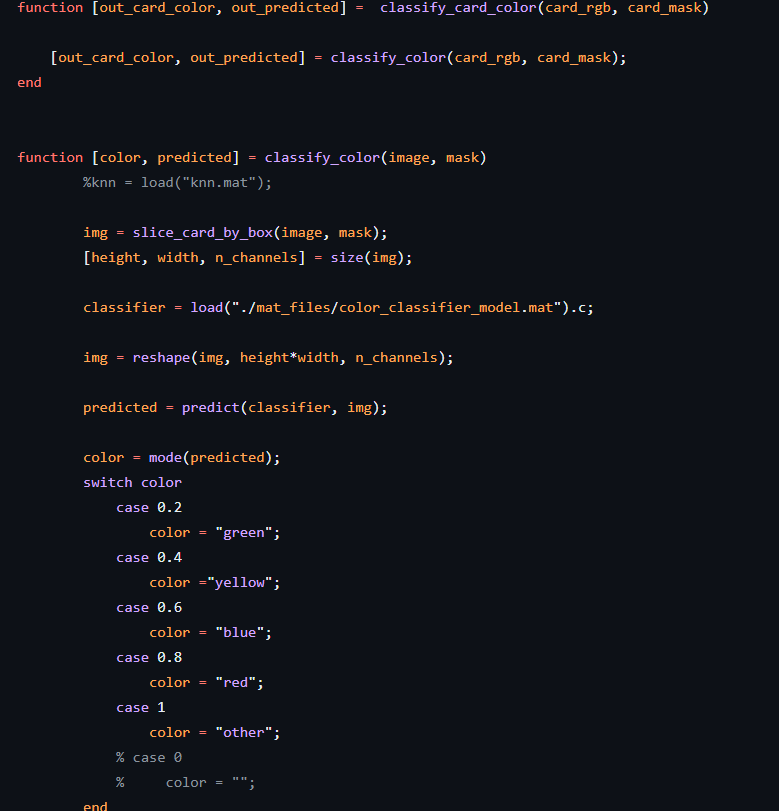 function [out_card_color, out_predicted] =  classify_card_color(card_rgb, card_mask)
    [out_card_color, out_predicted] = classify_color(card_rgb, card_mask);
end
function [color, predicted] = classify_color(image, mask)
        %knn = load("knn.mat");
        img = slice_card_by_box(image, mask);
        [height, width, n_channels] = size(img);
        classifier = load("./mat_files/color_classifier_model.mat").c;
        img = reshape(img, height*width, n_channels);
        predicted = predict(classifier, img);
        color = mode(predicted);
        switch color
            case 0.2
                color = "green";
            case 0.4
                color ="yellow";
            case 0.6
                color = "blue";
            case 0.8
                color = "red";
            case 1
                color = "other";
            % case 0
            %     color = "";
        end